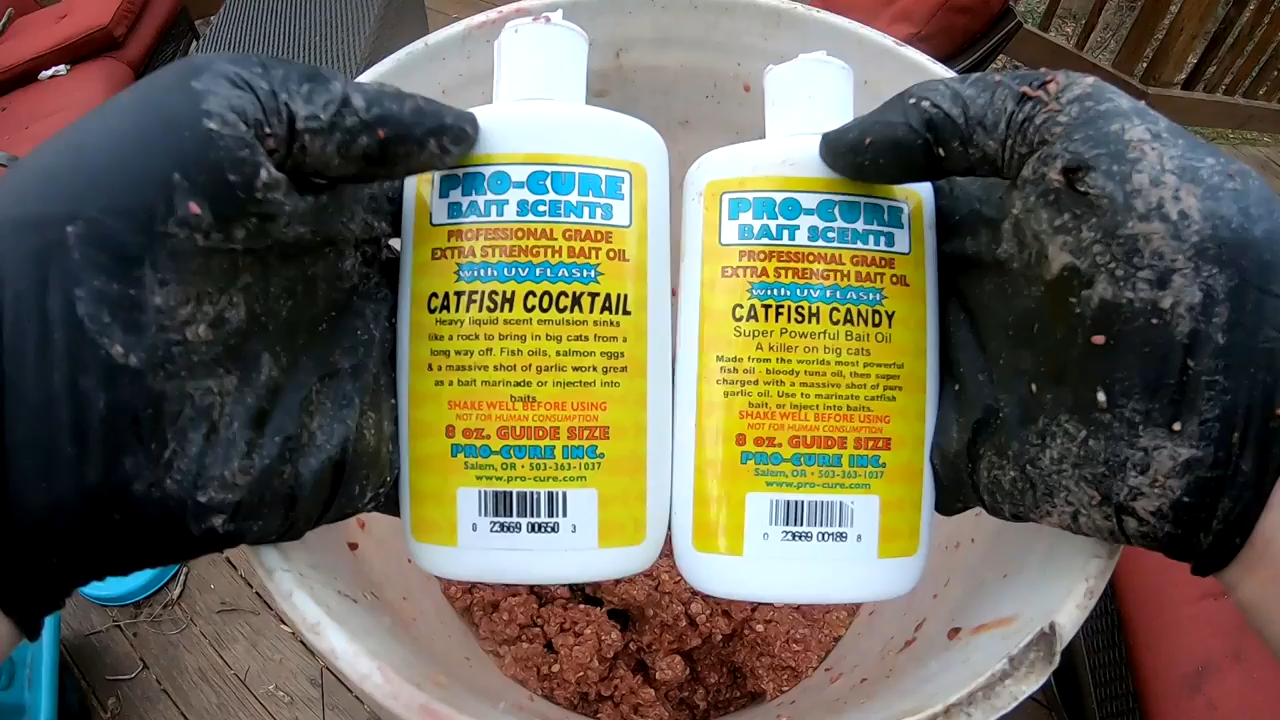 PRO-CURE
BAIT SCENTS
PROFESSIONAL GRADE
EXTRA STRENGTH BAIT OIL
with UV FLASH
CATFISH COCKTAIL
Heavy liquid scent emulsion sinks
like a rock to bring in big cats from a
long way off. Fish oils, salmon eggs
& a massive shot of garlic work great
as a bait marinade or injected into
baits.
SHAKE WELL BEFORE USING
NOT FOR HUMAN CONSUMPTION
8 oz. GUIDE SIZE
PRO-CURE INC.
Salem, OR • 503-363-1037
www.pro-cure.com
0 23669 00650 3
PRO-CURE
BAIT SCENTS
PROFESSIONAL GRADE
EXTRA STRENGTH BAIT OIL
with UV FLASH
CATFISH CANDY
Super Powerful Bait Oil
A killer on big cats
Made from the worlds most powerful
fish oil - bloody tuna oil, then super
charged with a massive shot of pure
garlic oil. Use to marinate catfish
bait, or inject into baits.
SHAKE WELL BEFORE USING
NOT FOR HUMAN CONSUMPTION
8 oz. GUIDE SIZE
PRO-CURE INC.
Salem, OR • 503-363-1037
www.pro-cure.com
0 23669 00189 8